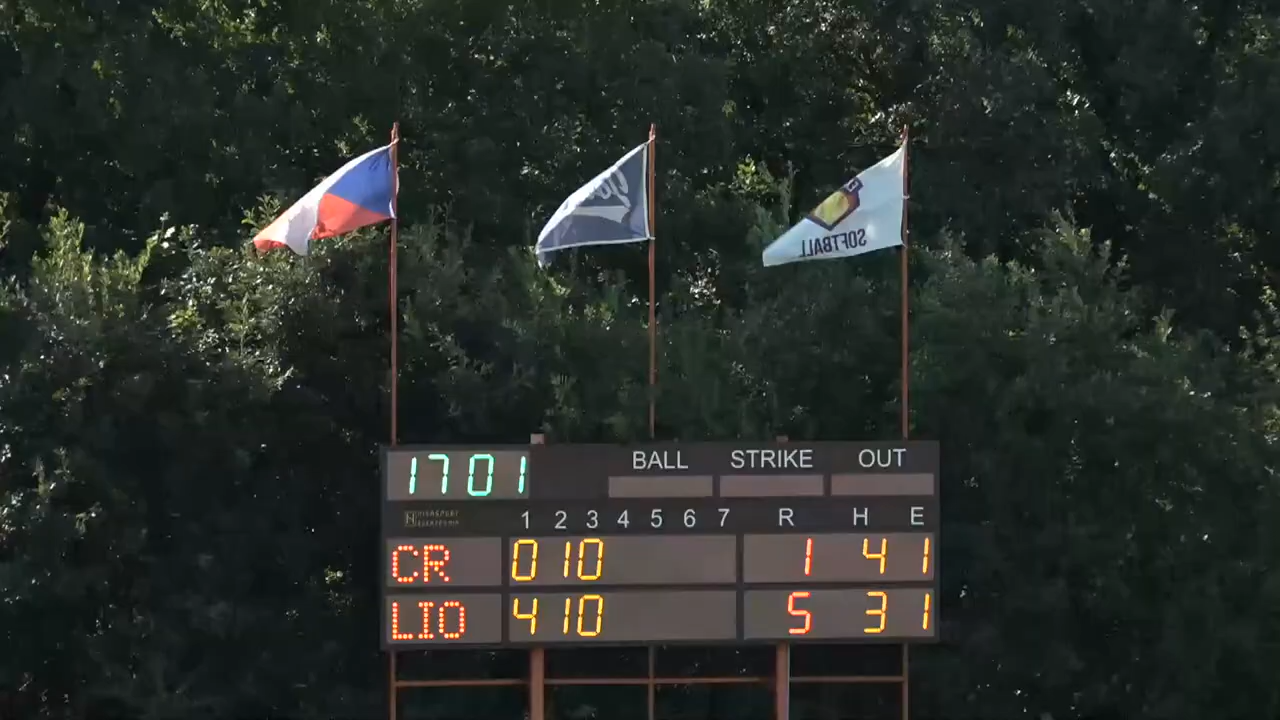 SOFTBALL
1701 BALL STRIKE OUT
1 2 3 4 5 6 7 R H E
CR 0 1 0 1 4 1
LIO 4 1 0 5 3 1